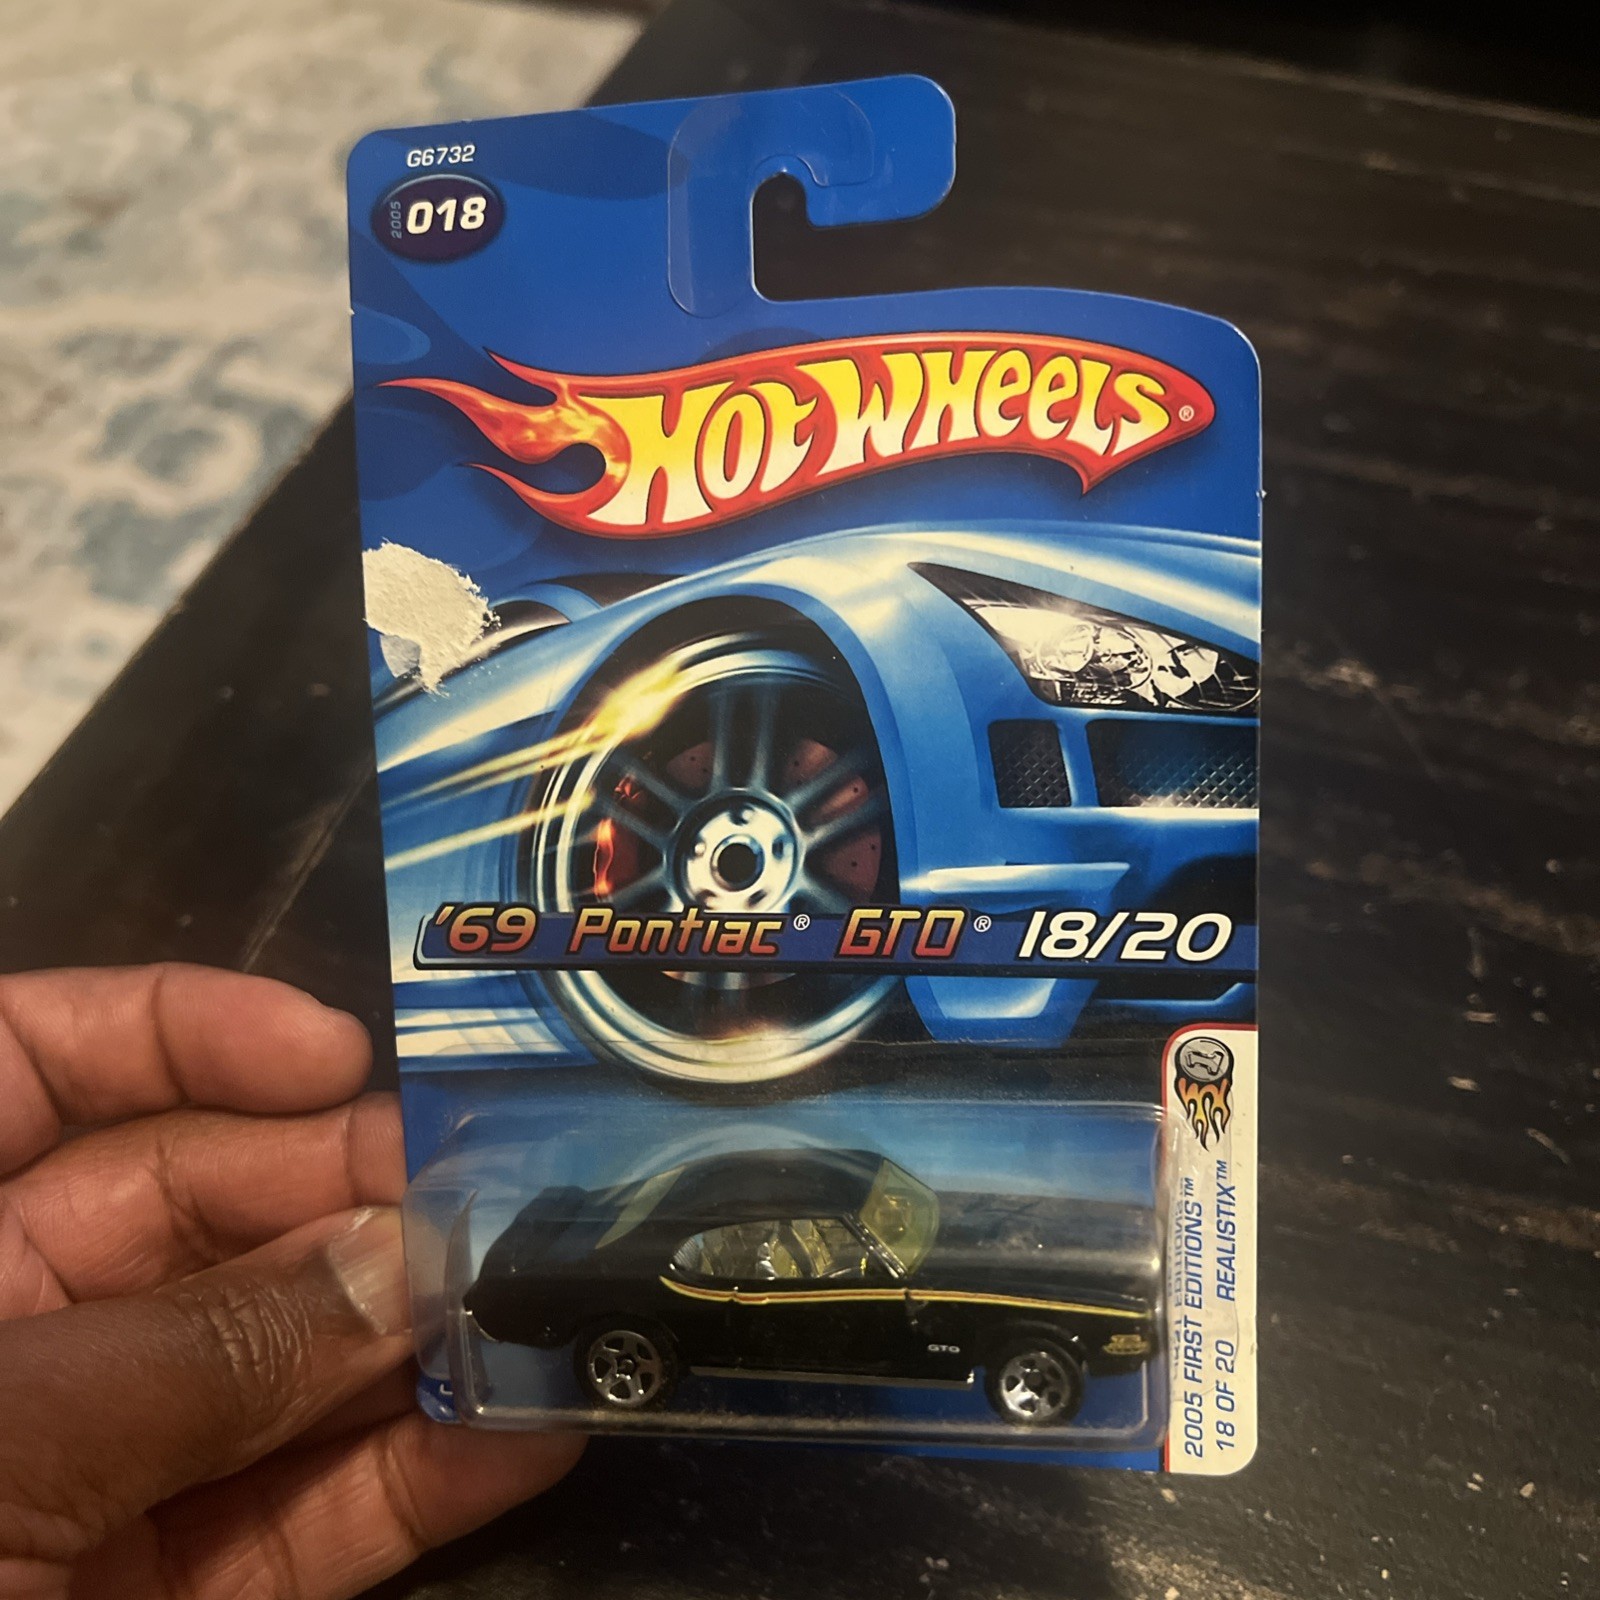 G6732
2005 018
HOT WHEELS®
'69 Pontiac® GTO® 18/20
GTO
2005 FIRST EDITIONS™
18 OF 20 REALISTIX™